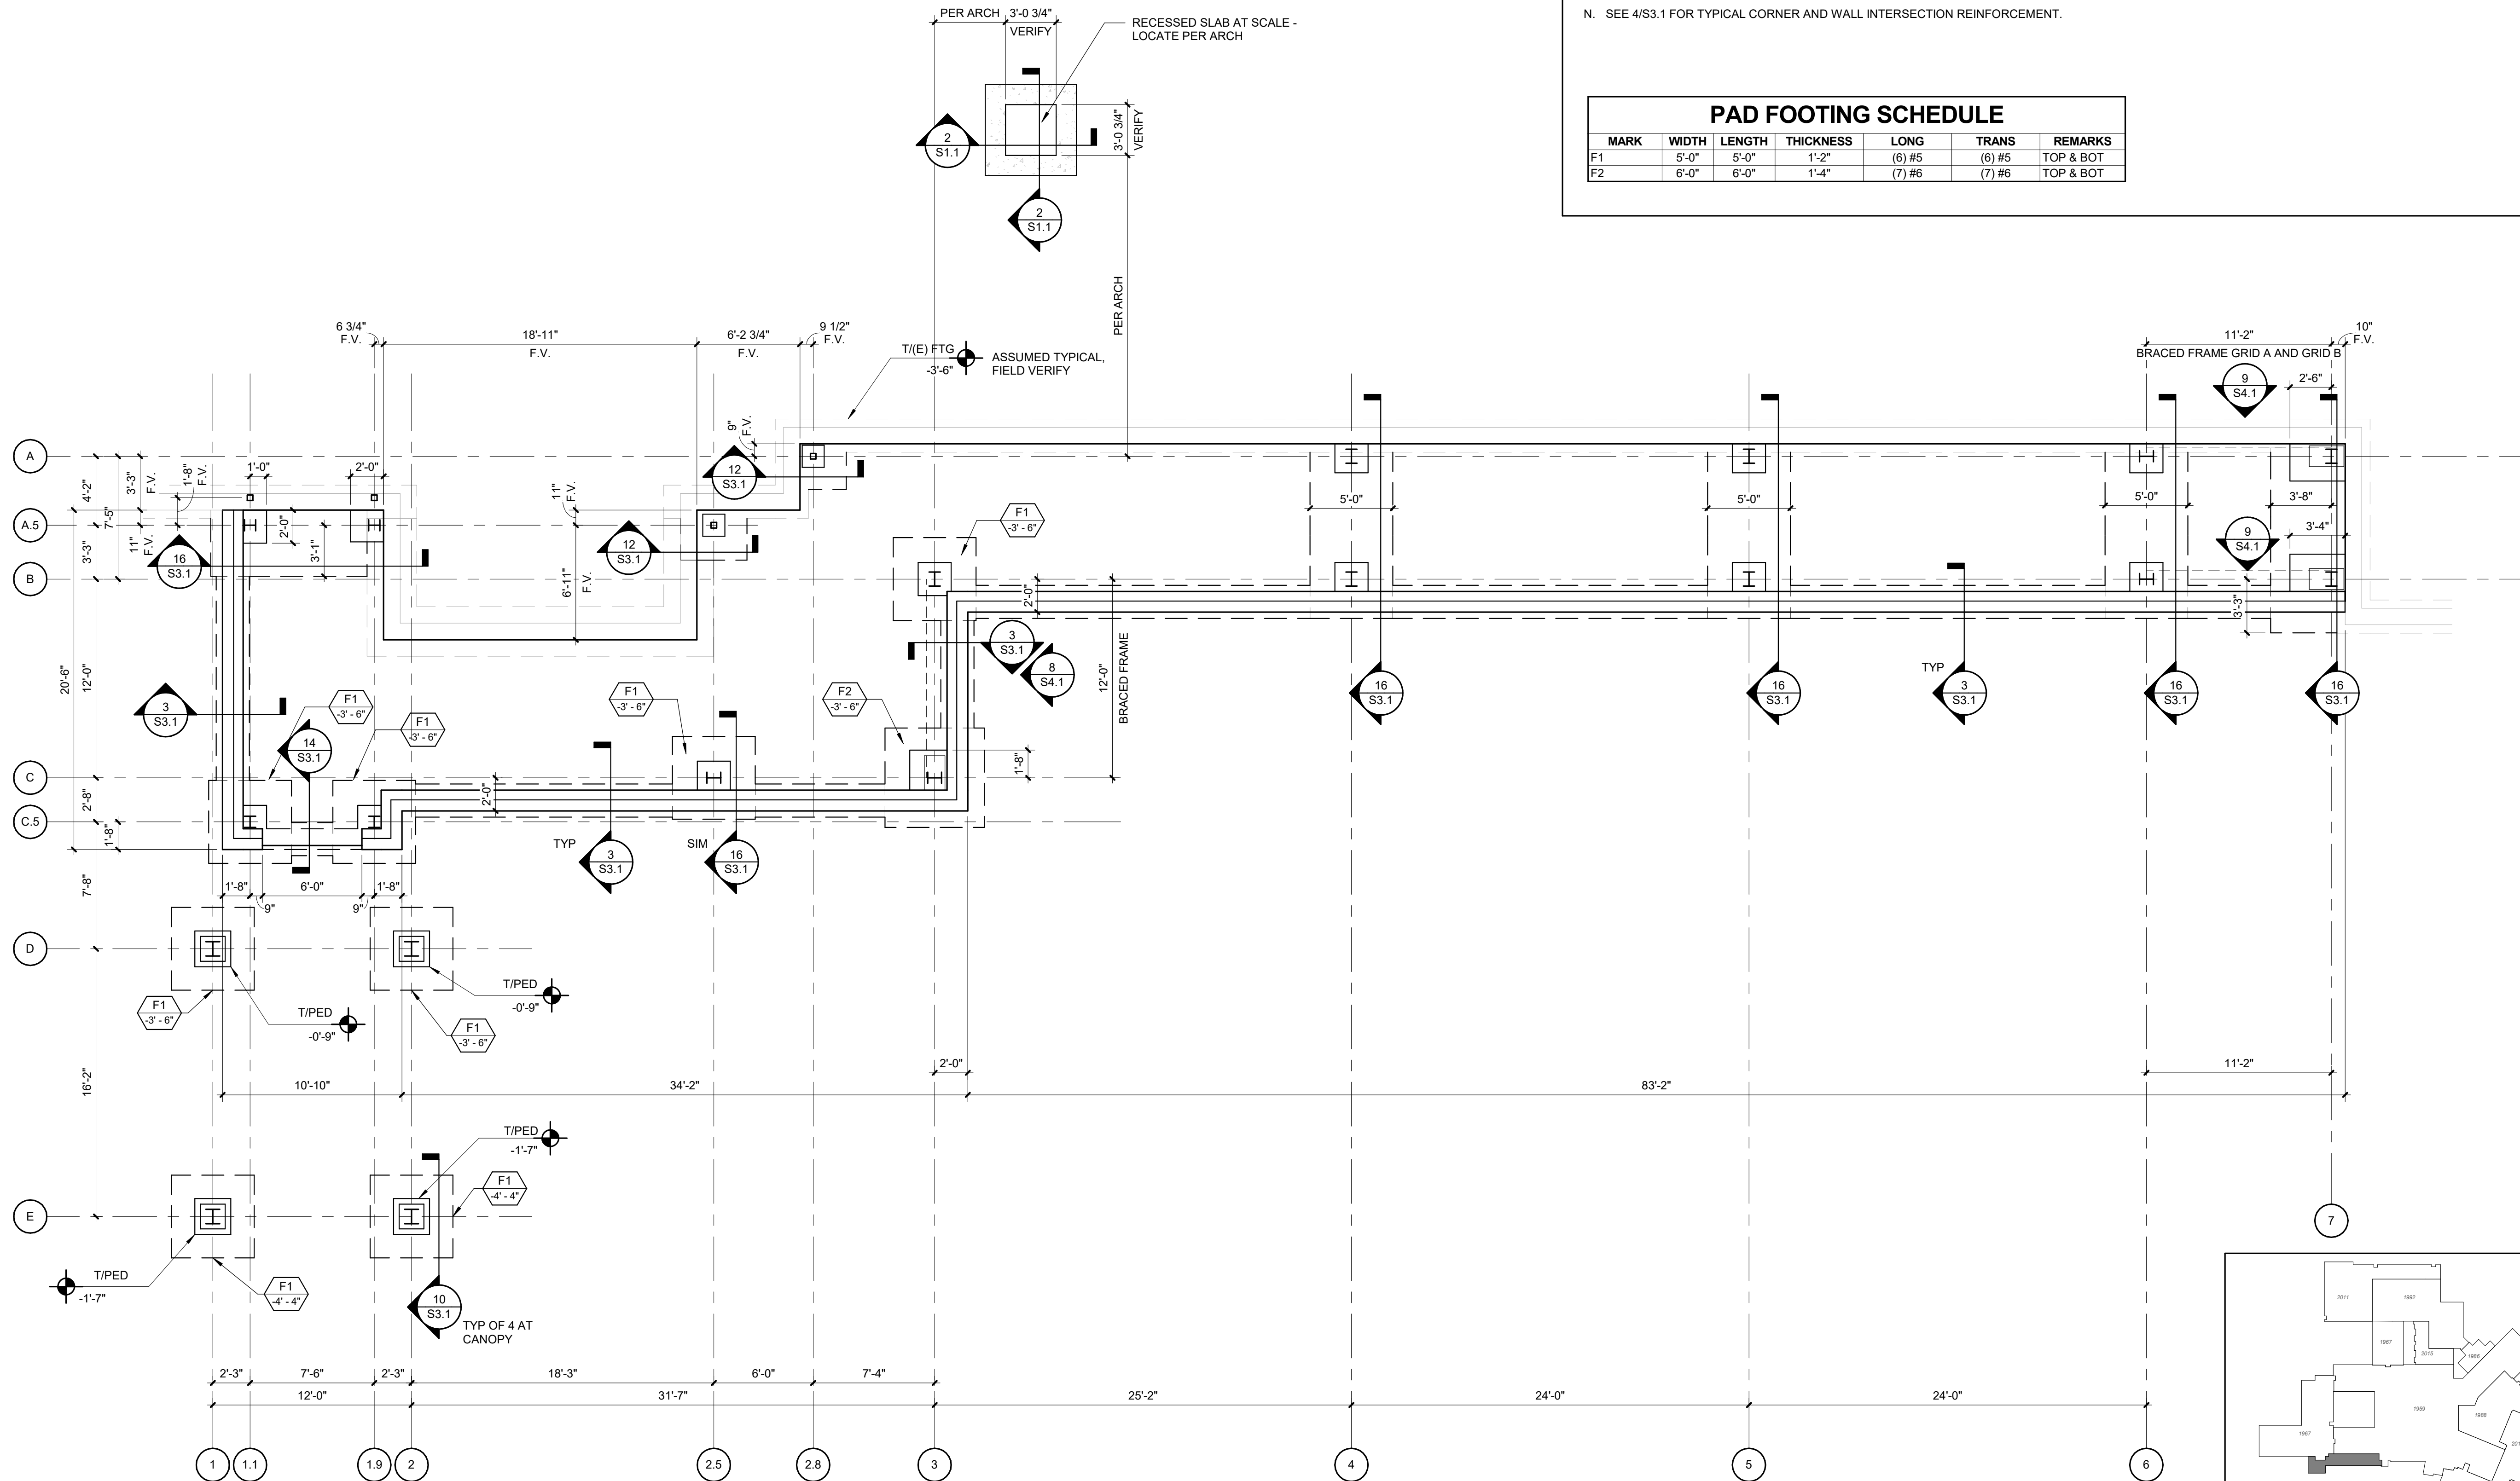 N. SEE 4/S3.1 FOR TYPICAL CORNER AND WALL INTERSECTION REINFORCEMENT.
PAD FOOTING SCHEDULE
MARK WIDTH LENGTH THICKNESS LONG TRANS REMARKS
F1 5'-0" 5'-0" 1'-2" (6) #5 (6) #5 TOP & BOT
F2 6'-0" 6'-0" 1'-4" (7) #6 (7) #6 TOP & BOT
PER ARCH 3'-0 3/4"
VERIFY
RECESSED SLAB AT SCALE -
LOCATE PER ARCH
3'-0 3/4"
VERIFY
2
S1.1
2
S1.1
PER ARCH
6 3/4"
F.V.
18'-11"
F.V.
6'-2 3/4"
F.V.
9 1/2"
F.V.
T/(E) FTG
-3'-6"
ASSUMED TYPICAL,
FIELD VERIFY
11'-2"
10"
F.V.
BRACED FRAME GRID A AND GRID B
9
S4.1
2'-6"
9"
F.V.
A
4'-2"
7'-5"
3'-3"
F.V.
1'-8"
F.V.
1'-0"
2'-0"
12
S3.1
11"
F.V.
5'-0"
5'-0"
5'-0"
3'-8"
A.5
3'-3"
11"
F.V.
2'-0"
3'-1"
16
S3.1
12
S3.1
F1
-3' - 6"
9
S4.1
3'-4"
B
6'-11"
F.V.
2'-0"
3'-3"
20'-6"
12'-0"
3
S3.1
8
S4.1
12'-0"
BRACED FRAME
3
S3.1
F1
-3' - 6"
F1
-3' - 6"
F1
-3' - 6"
F2
-3' - 6"
14
S3.1
16
S3.1
16
S3.1
TYP
3
S3.1
16
S3.1
16
S3.1
C
2'-8"
2'-0"
1'-8"
C.5
1'-8"
TYP
3
S3.1
SIM
16
S3.1
7'-8"
1'-8"
6'-0"
1'-8"
9"
9"
D
F1
-3' - 6"
T/PED
-0'-9"
T/PED
-0'-9"
F1
-3' - 6"
16'-2"
2'-0"
11'-2"
10'-10"
34'-2"
83'-2"
T/PED
-1'-7"
F1
-4' - 4"
E
7
T/PED
-1'-7"
F1
-4' - 4"
10
S3.1
TYP OF 4 AT
CANOPY
2011
1992
1967
2015
1986
1959
1988
201
1967
2'-3" 7'-6" 2'-3" 18'-3" 6'-0" 7'-4"
12'-0" 31'-7" 25'-2" 24'-0" 24'-0"
1 1.1 1.9 2 2.5 2.8 3 4 5 6